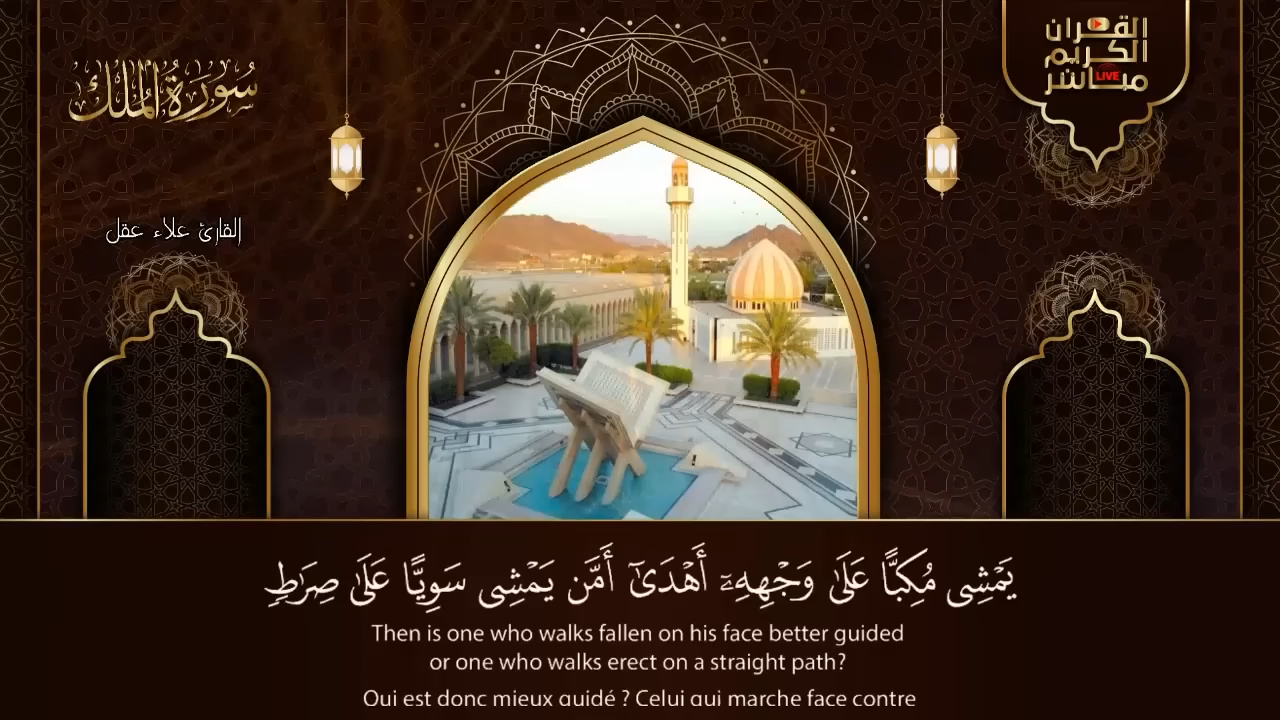 سُورَةُ المُلْك
القرآن
الكريم
مباشر
LIVE
القارئ علاء عقل
يَمْشِى مُكِبًّا عَلَىٰ وَجْهِهِۦٓ أَهْدَىٰٓ أَمَّن يَمْشِى سَوِيًّا عَلَىٰ صِرَٰطٍ
Then is one who walks fallen on his face better guided
or one who walks erect on a straight path?
Qui est donc mieux guidé ? Celui qui marche face contre